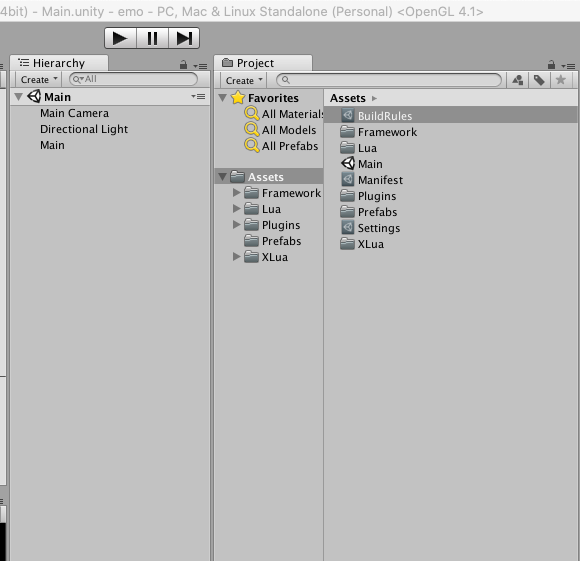 4bit) - Main.unity - emo - PC, Mac & Linux Standalone (Personal) <OpenGL 4.1>
Hierarchy
Create
All
Main
Main Camera
Directional Light
Main
Project
Create
Favorites
All Materials
All Models
All Prefabs
Assets
Framework
Lua
Plugins
Prefabs
XLua
Assets
BuildRules
Framework
Lua
Main
Manifest
Plugins
Prefabs
Settings
XLua